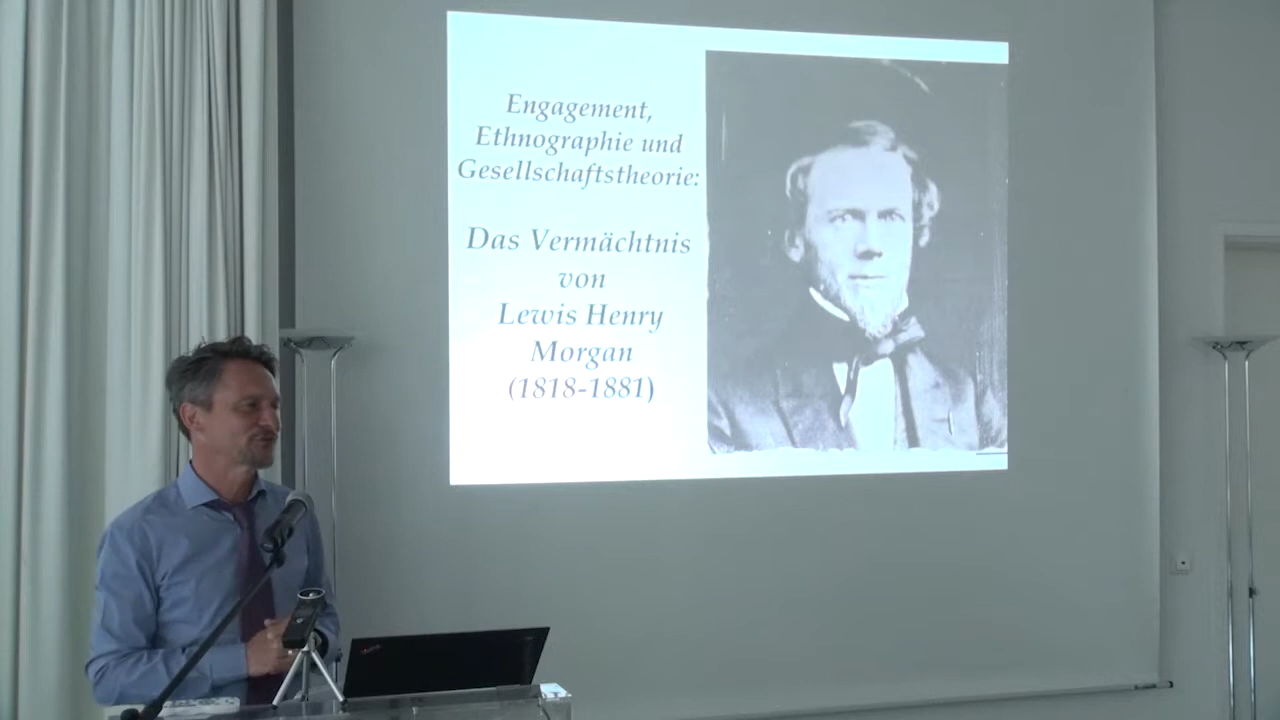 Engagement,
Ethnographie und
Gesellschaftstheorie:
Das Vermächtnis
von
Lewis Henry
Morgan
(1818-1881)